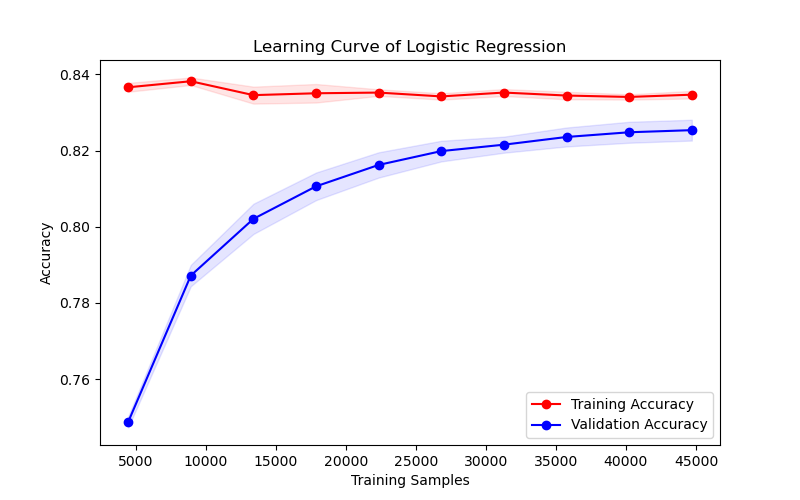 Learning Curve of Logistic Regression
0.84
0.82
0.80
0.78
0.76
Accuracy
Training Accuracy
Validation Accuracy
5000 10000 15000 20000 25000 30000 35000 40000 45000
Training Samples